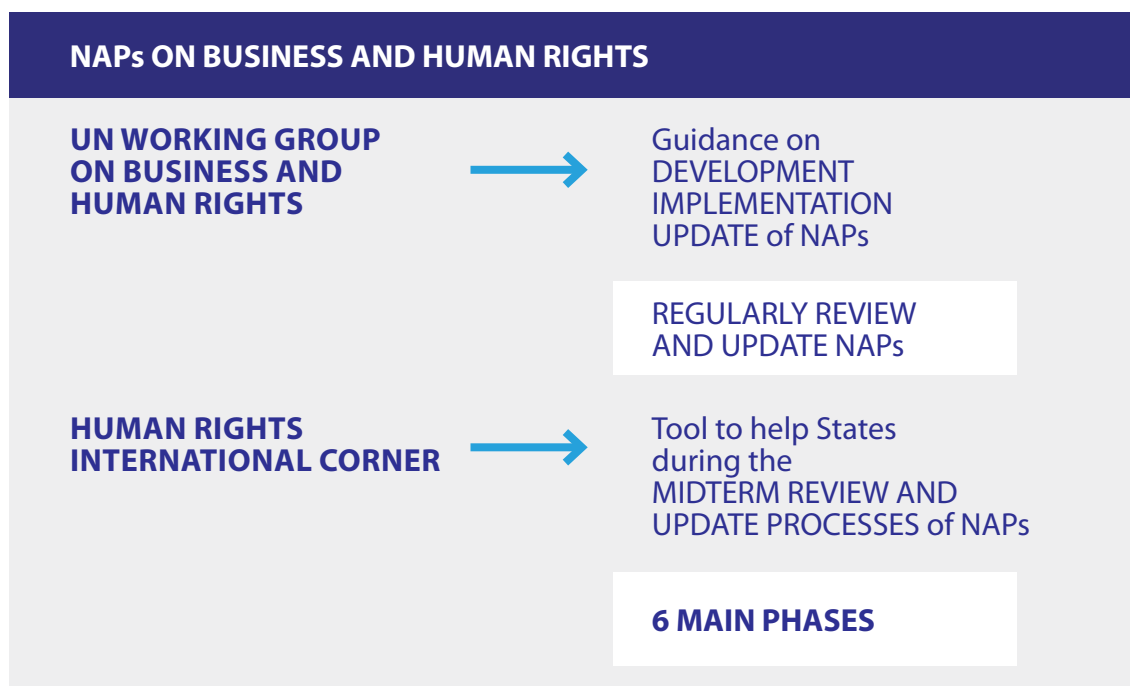 NAPs ON BUSINESS AND HUMAN RIGHTS
UN WORKING GROUP
ON BUSINESS AND
HUMAN RIGHTS
Guidance on
DEVELOPMENT
IMPLEMENTATION
UPDATE of NAPs
REGULARLY REVIEW
AND UPDATE NAPs
HUMAN RIGHTS
INTERNATIONAL CORNER
Tool to help States
during the
MIDTERM REVIEW AND
UPDATE PROCESSES of NAPs
6 MAIN PHASES